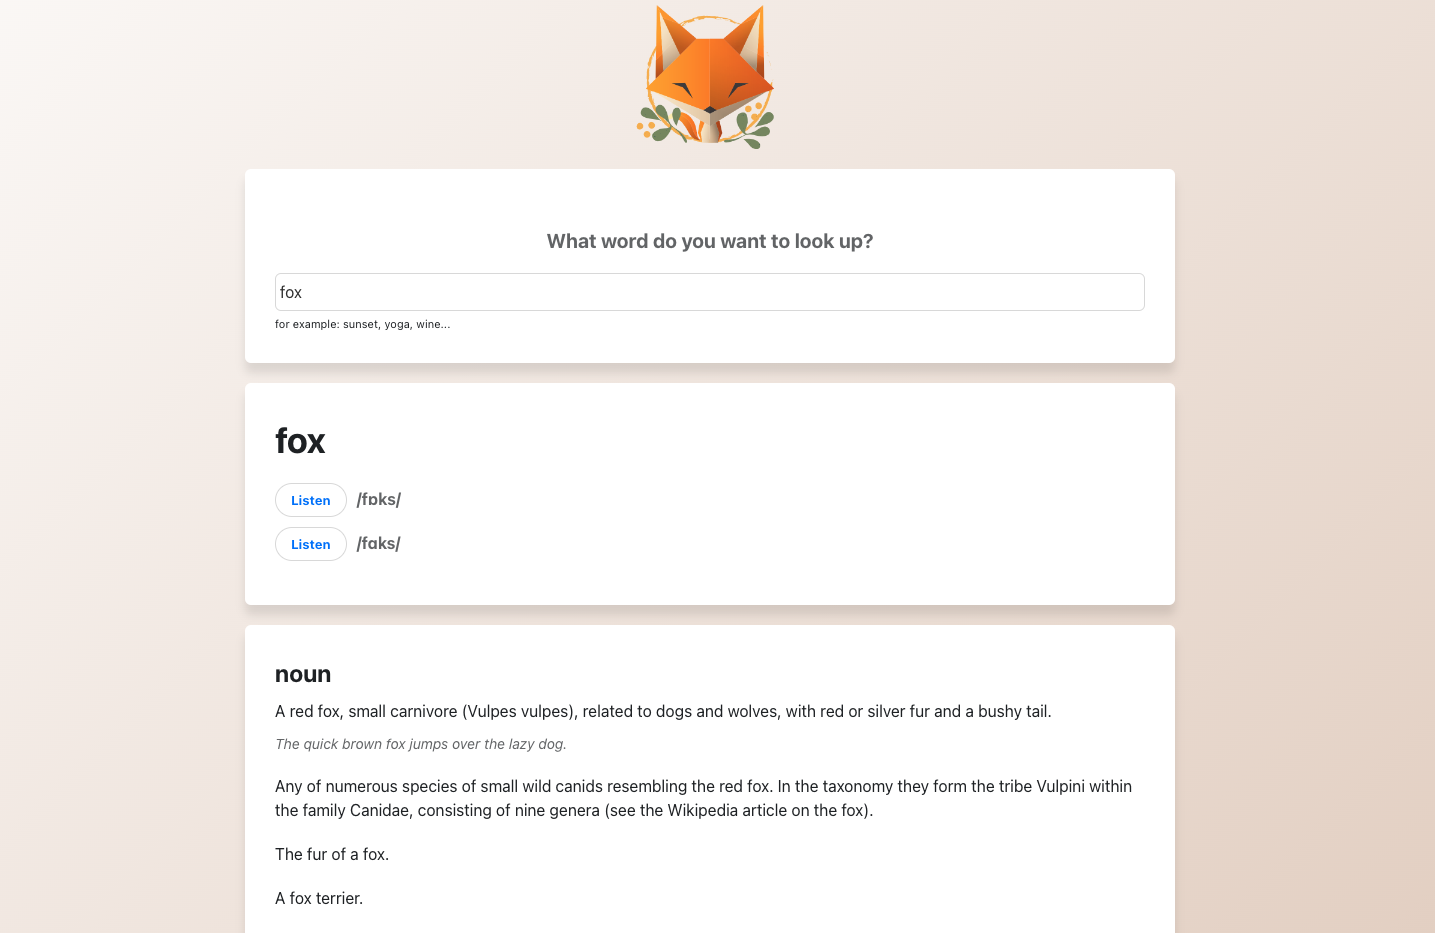 What word do you want to look up?
fox
for example: sunset, yoga, wine...
fox
Listen /fɒks/
Listen /fɑks/
noun
A red fox, small carnivore (Vulpes vulpes), related to dogs and wolves, with red or silver fur and a bushy tail.
The quick brown fox jumps over the lazy dog.
Any of numerous species of small wild canids resembling the red fox. In the taxonomy they form the tribe Vulpini within
the family Canidae, consisting of nine genera (see the Wikipedia article on the fox).
The fur of a fox.
A fox terrier.